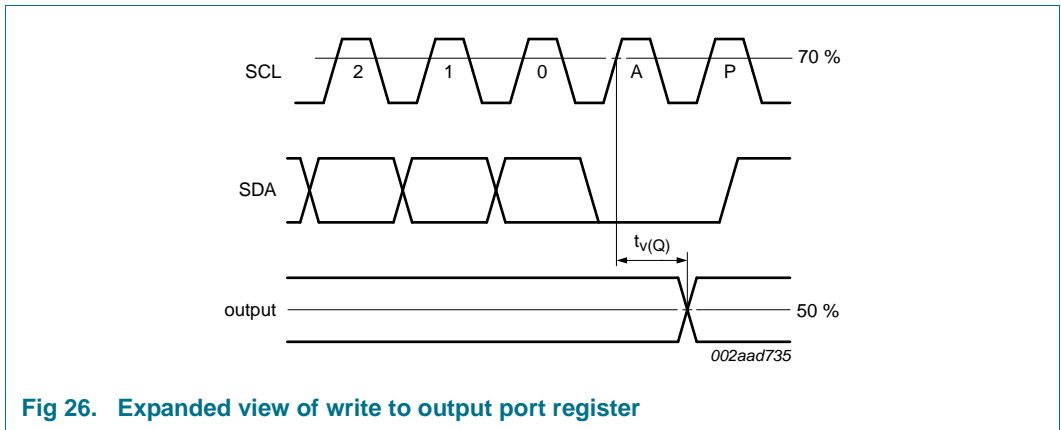 70 %
SCL 2 1 0 A P
SDA
tv(Q)
output 50 %
002aad735
Fig 26. Expanded view of write to output port register